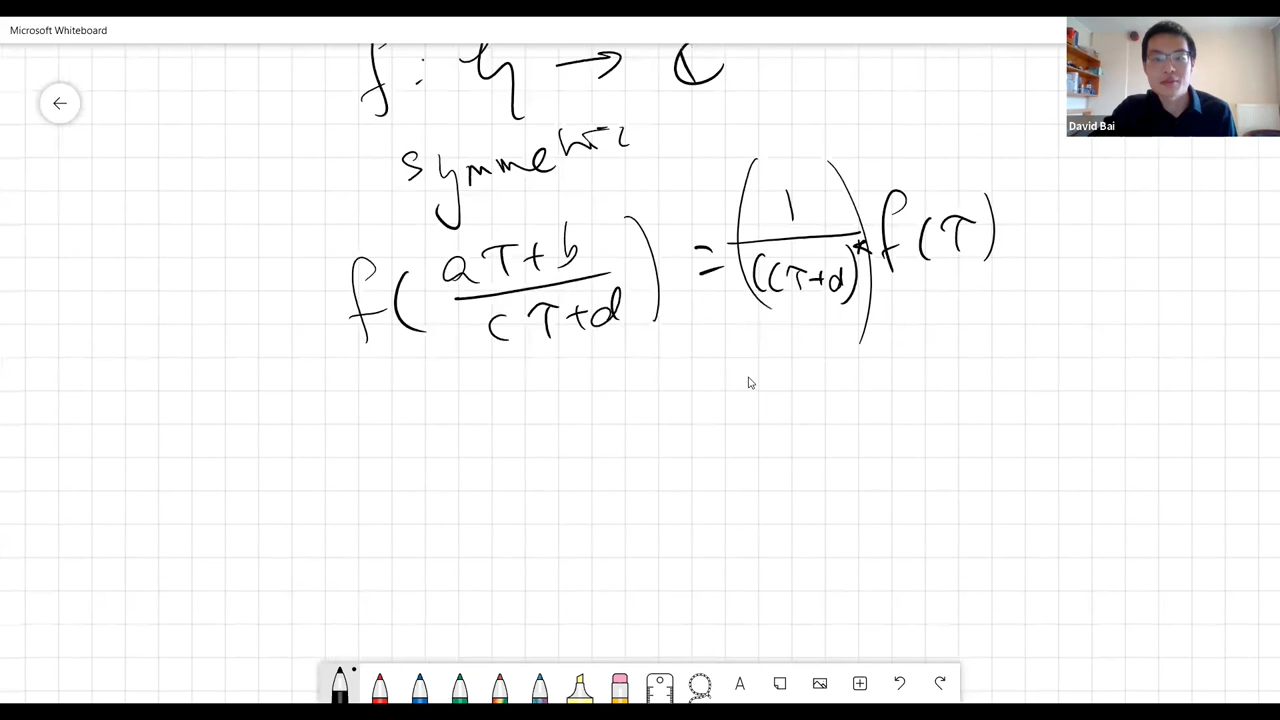 Microsoft Whiteboard
David Bai
f : 𝔥 → ℂ
symmetric
f((aτ+b)/(cτ+d)) = (1/((cτ+d)^k)) f(τ)
A